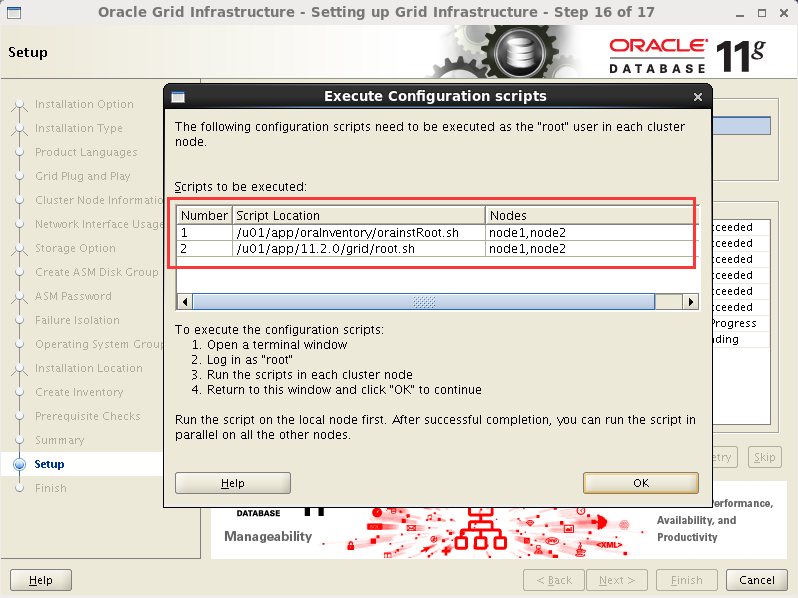 Oracle Grid Infrastructure - Setting up Grid Infrastructure - Step 16 of 17
Setup
ORACLE
DATABASE
11g
Installation Option
Installation Type
Product Languages
Grid Plug and Play
Cluster Node Informatio
Network Interface Usage
Storage Option
Create ASM Disk Group
ASM Password
Failure Isolation
Operating System Group
Installation Location
Create Inventory
Prerequisite Checks
Summary
Setup
Finish
Execute Configuration scripts
The following configuration scripts need to be executed as the "root" user in each cluster
node.
Scripts to be executed:
Number Script Location Nodes
1 /u01/app/oraInventory/orainstRoot.sh node1,node2
2 /u01/app/11.2.0/grid/root.sh node1,node2
To execute the configuration scripts:
1. Open a terminal window
2. Log in as "root"
3. Run the scripts in each cluster node
4. Return to this window and click "OK" to continue
Run the script on the local node first. After successful completion, you can run the script in
parallel on all the other nodes.
Help OK
cceeded
cceeded
cceeded
cceeded
cceeded
cceeded
Progress
nding
etry Skip
DATABASE
Manageability
<XML>
erformance,
Availability, and
Productivity
Help < Back Next > Finish Cancel